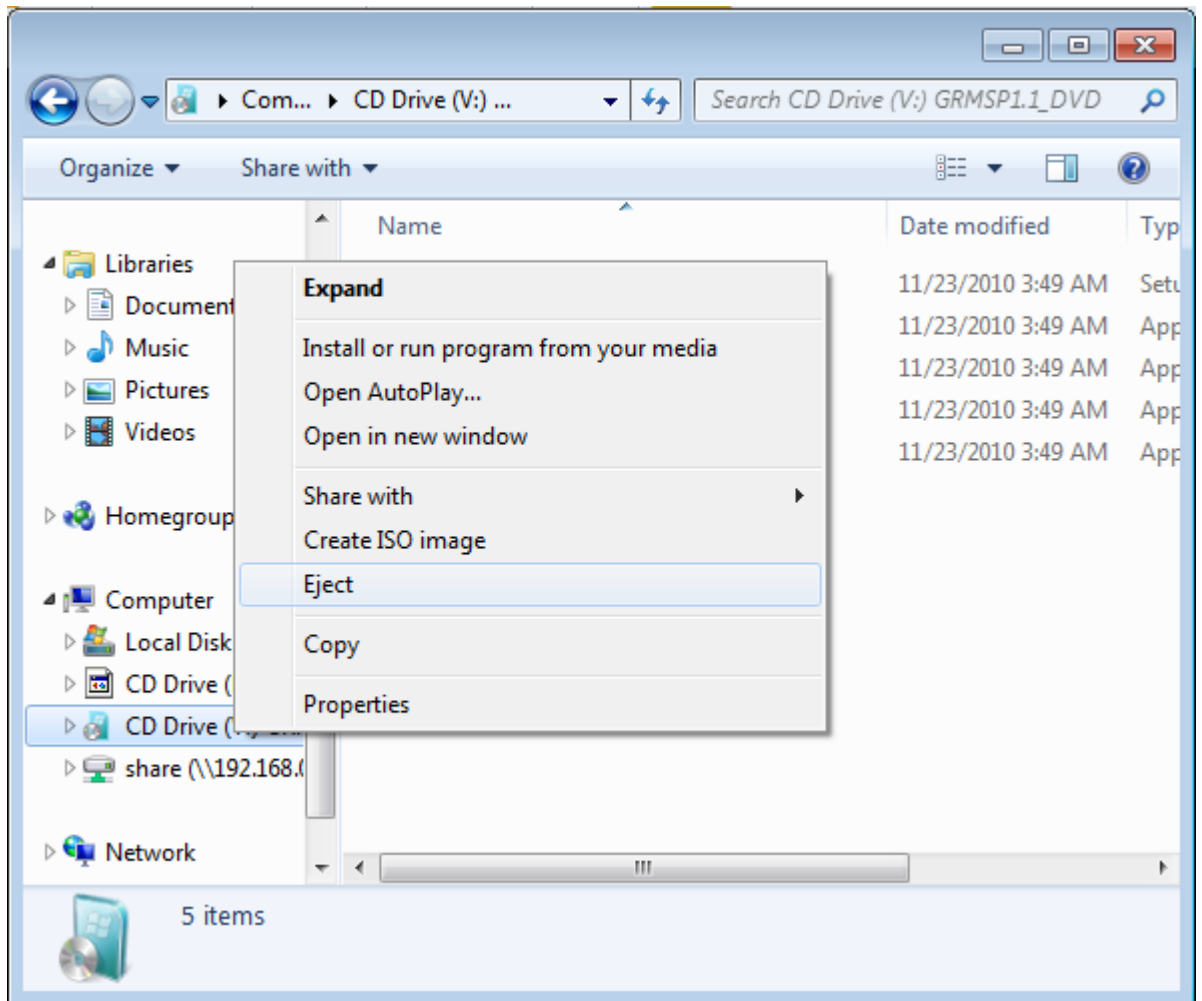 Com... CD Drive (V:) ... Search CD Drive (V:) GRMSP1.1_DVD
Organize Share with
Name Date modified Typ
Libraries
Document
Music
Pictures
Videos
Homegroup
Computer
Local Disk
CD Drive (
CD Drive (
share (\\192.168.0
Network
Expand
Install or run program from your media
Open AutoPlay...
Open in new window
Share with
Create ISO image
Eject
Copy
Properties
11/23/2010 3:49 AM Setu
11/23/2010 3:49 AM App
11/23/2010 3:49 AM App
11/23/2010 3:49 AM App
11/23/2010 3:49 AM App
5 items